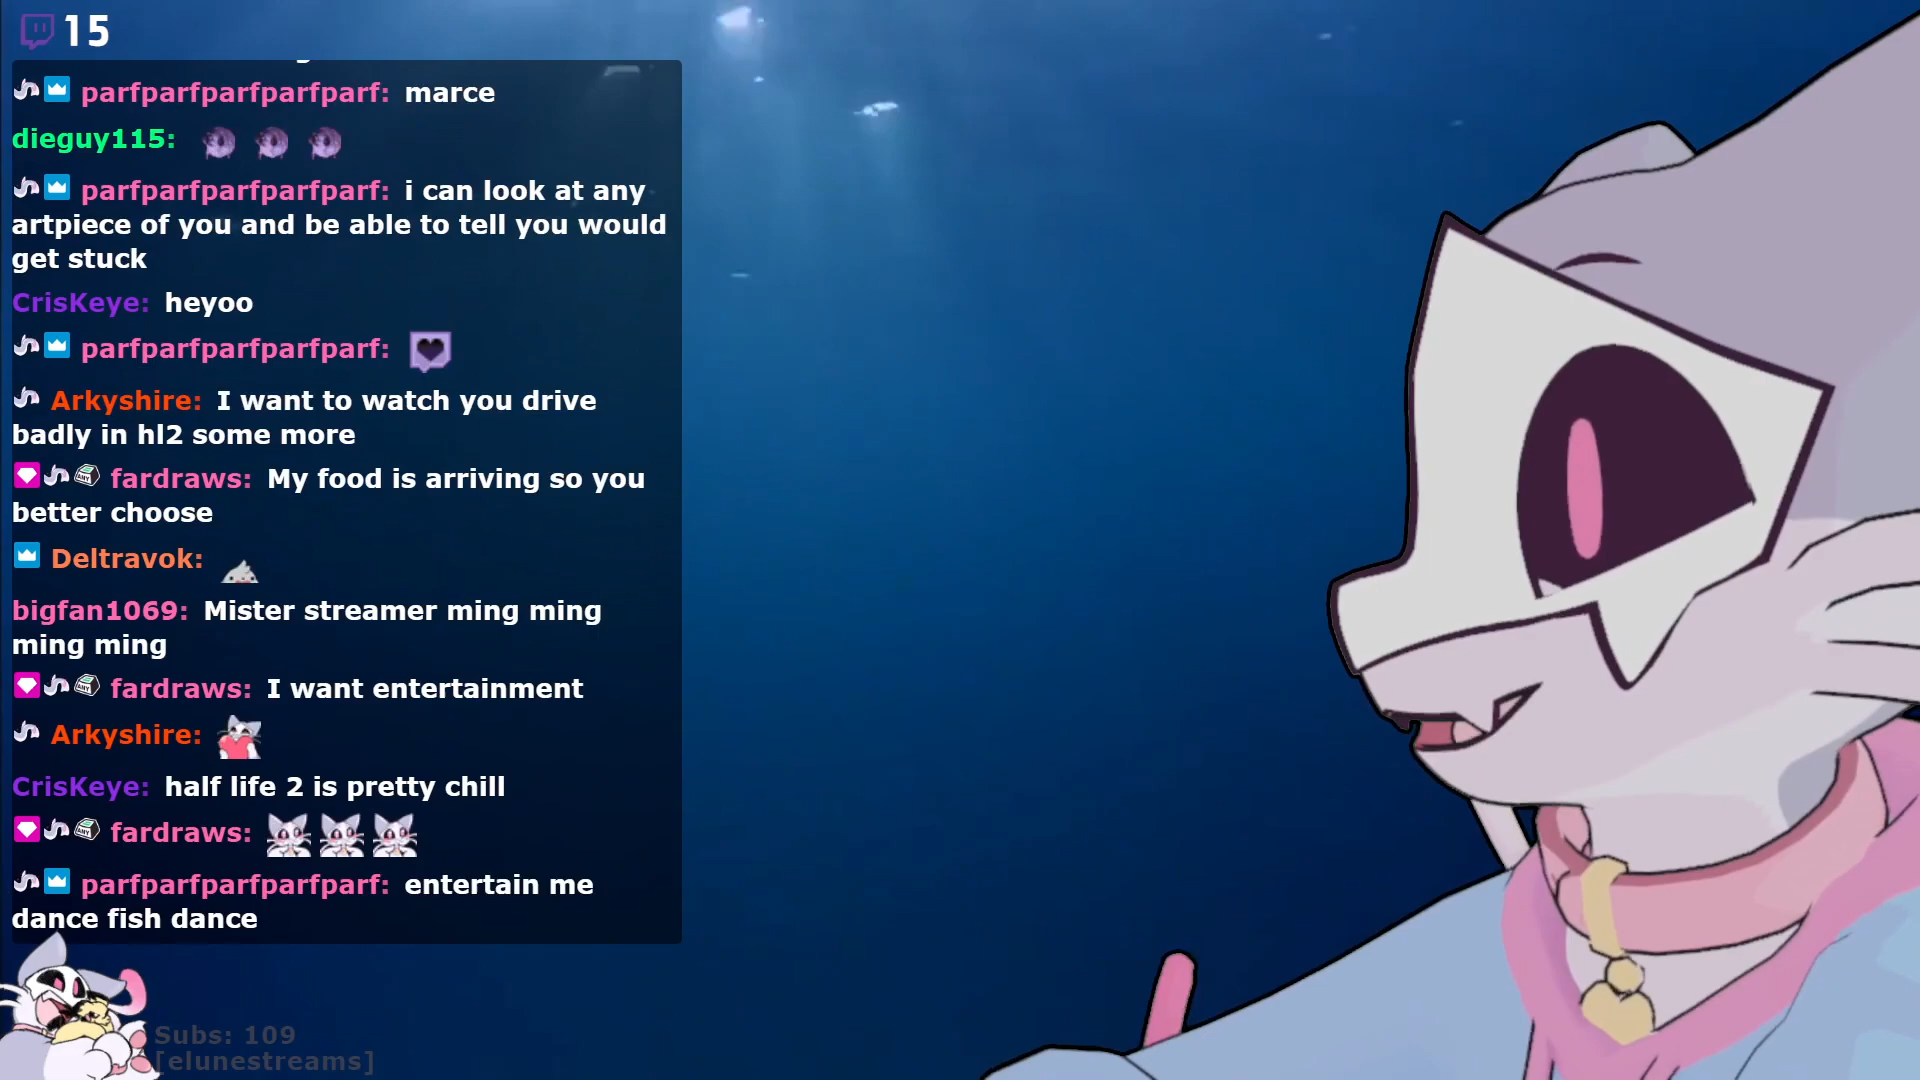 15
parfparfparfparfparf: marce
dieguy115:
parfparfparfparfparf: i can look at any
artpiece of you and be able to tell you would
get stuck
CrisKeye: heyoo
parfparfparfparfparf:
Arkyshire: I want to watch you drive
badly in hl2 some more
fardraws: My food is arriving so you
better choose
Deltravok:
bigfan1069: Mister streamer ming ming
ming ming
fardraws: I want entertainment
Arkyshire:
CrisKeye: half life 2 is pretty chill
fardraws:
parfparfparfparfparf: entertain me
dance fish dance
Subs: 109
[elunestreams]